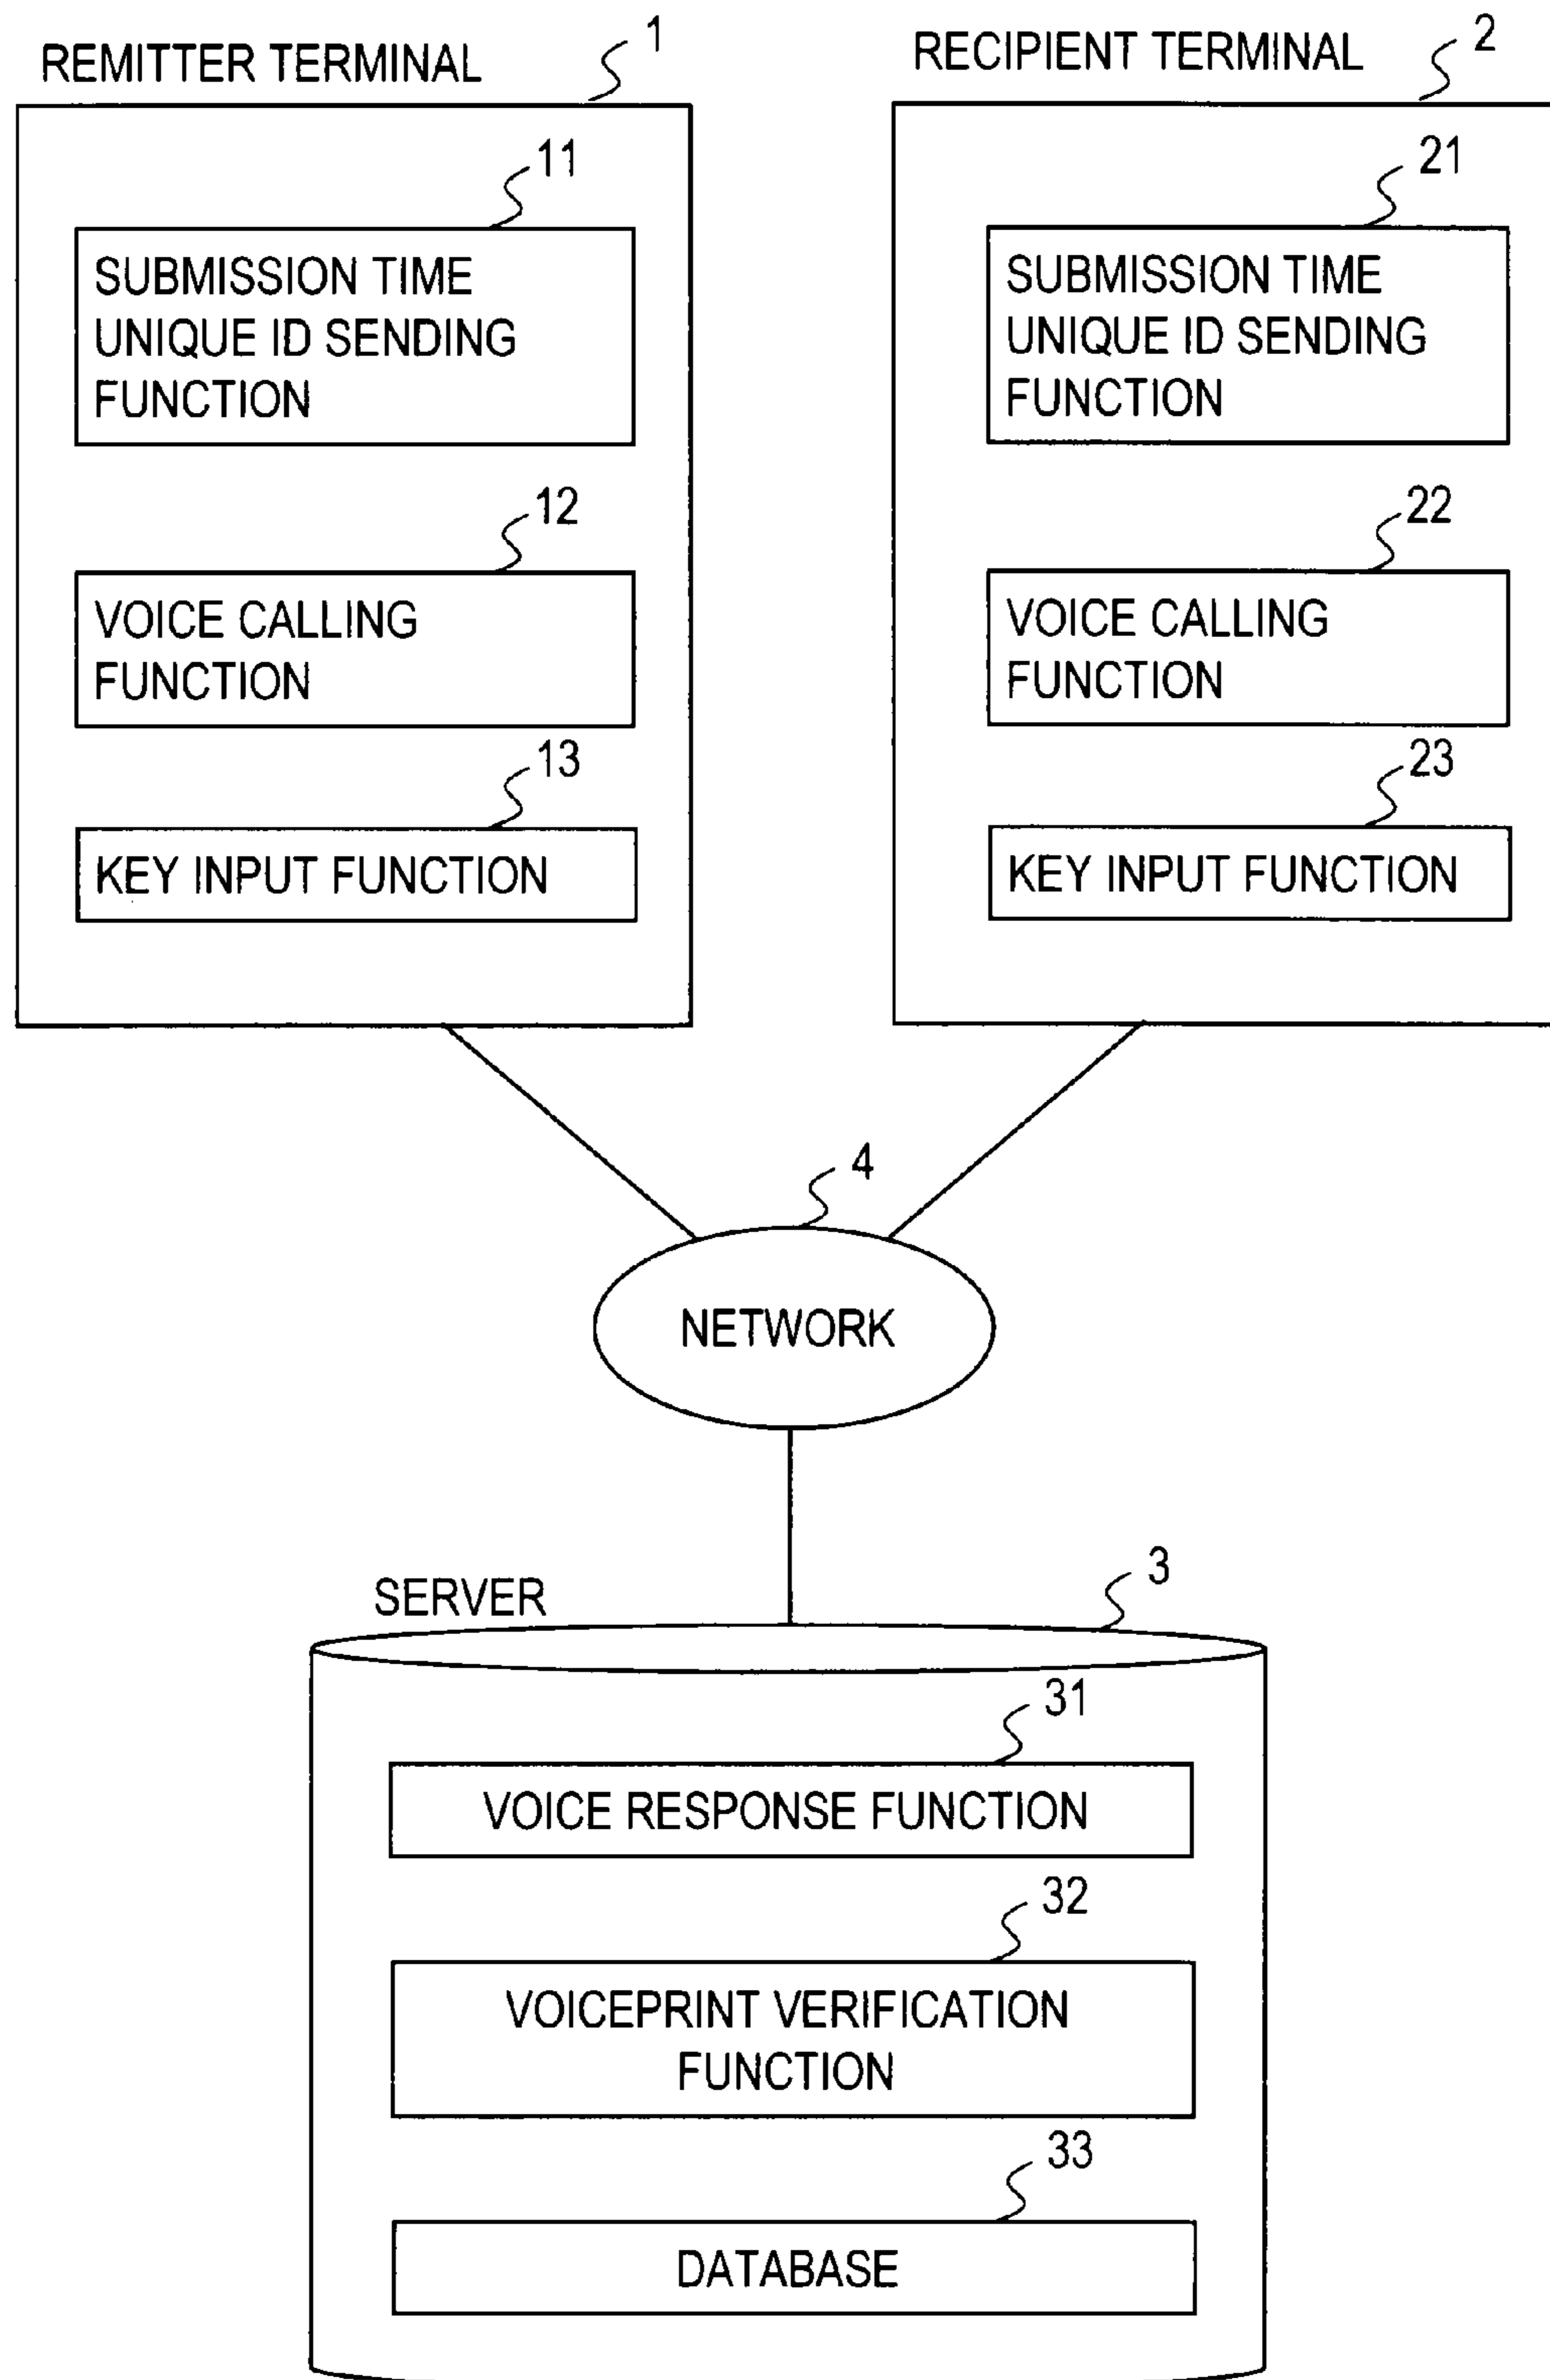 REMITTER TERMINAL
1
11
SUBMISSION TIME
UNIQUE ID SENDING
FUNCTION
12
VOICE CALLING
FUNCTION
13
KEY INPUT FUNCTION
RECIPIENT TERMINAL
2
21
SUBMISSION TIME
UNIQUE ID SENDING
FUNCTION
22
VOICE CALLING
FUNCTION
23
KEY INPUT FUNCTION
4
NETWORK
SERVER
3
31
VOICE RESPONSE FUNCTION
32
VOICEPRINT VERIFICATION
FUNCTION
33
DATABASE